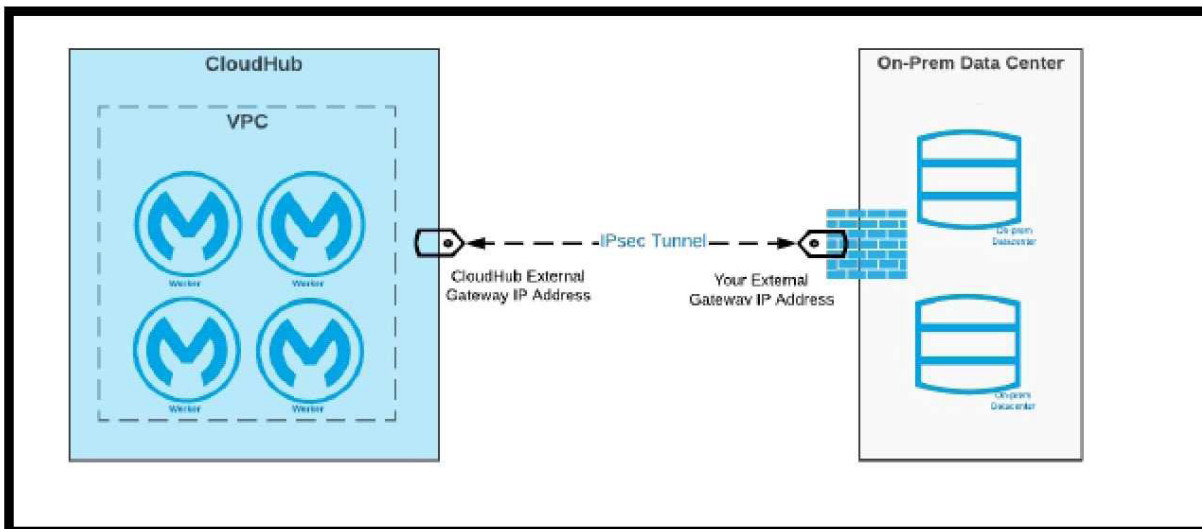 CloudHub
VPC
Worker
Worker
Worker
Worker
CloudHub External
Gateway IP Address
IPsec Tunnel
Your External
Gateway IP Address
On-Prem Data Center
On-prem
Datacenter
On-prem
Datacenter